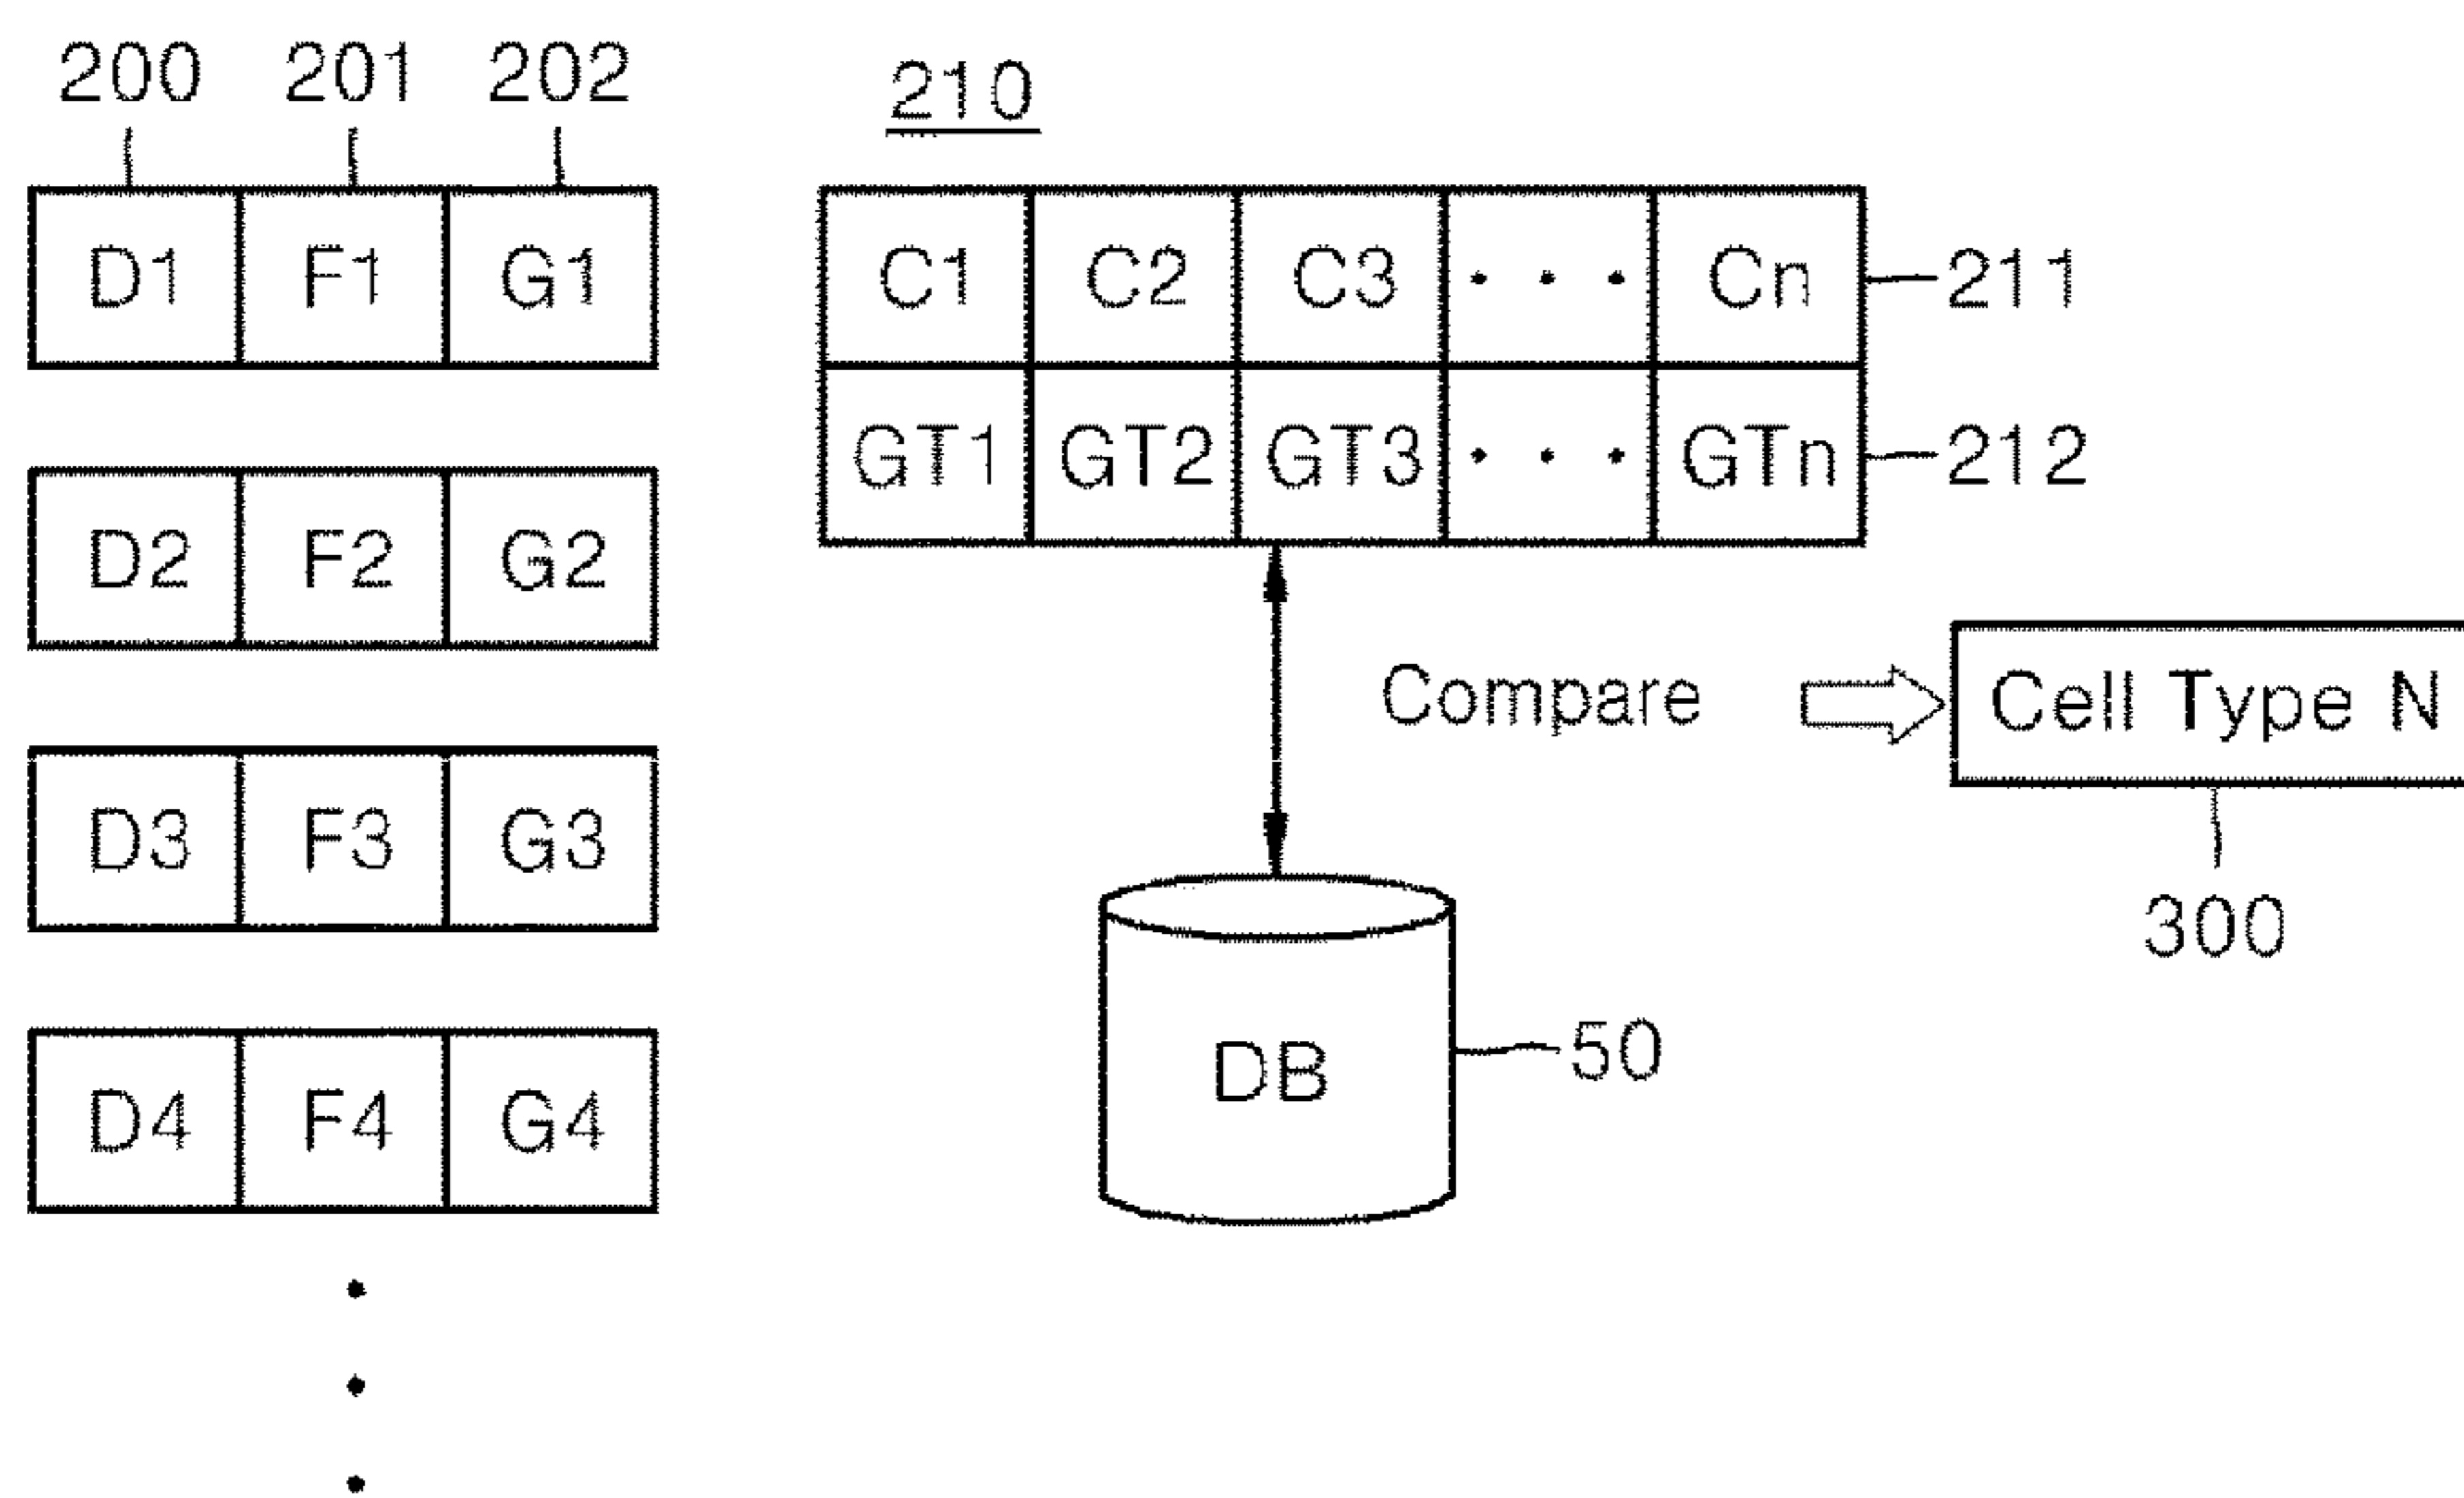 200 201 202
210
D1 F1 G1
C1 C2 C3 · · · Cn 211
GT1 GT2 GT3 · · · GTn 212
D2 F2 G2
Compare
Cell Type N
D3 F3 G3
300
DB
50
D4 F4 G4